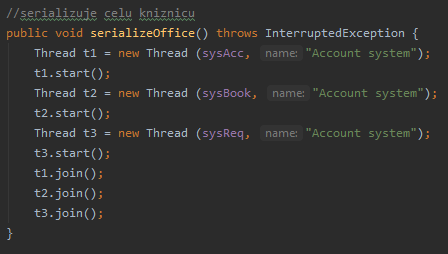 //serializuje celu kniznicu
public void serializeOffice() throws InterruptedException {
Thread t1 = new Thread (sysAcc, name: "Account system");
t1.start();
Thread t2 = new Thread (sysBook, name: "Account system");
t2.start();
Thread t3 = new Thread (sysReq, name: "Account system");
t3.start();
t1.join();
t2.join();
t3.join();
}